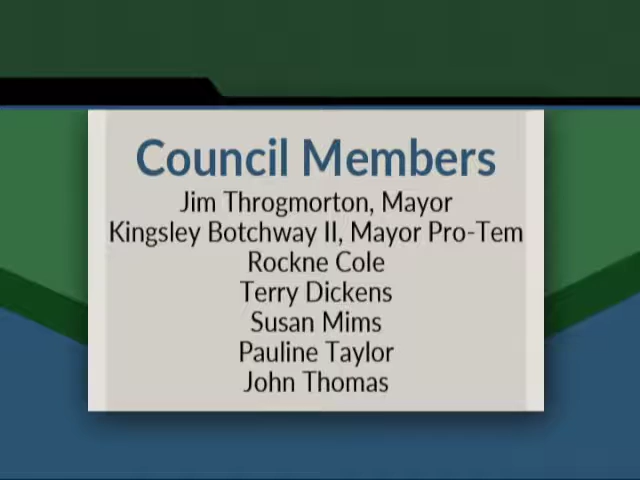 Council Members
Jim Throgmorton, Mayor
Kingsley Botchway II, Mayor Pro-Tem
Rockne Cole
Terry Dickens
Susan Mims
Pauline Taylor
John Thomas